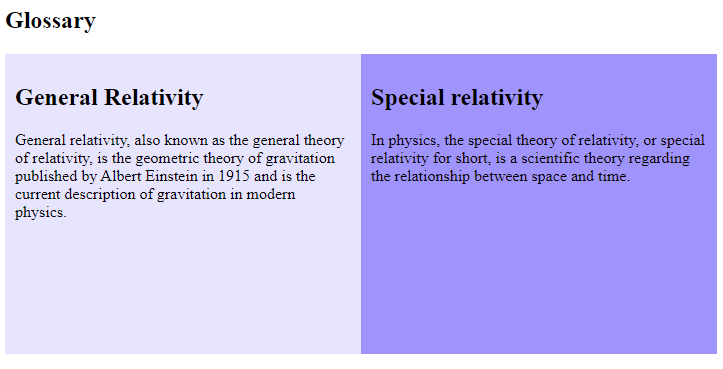 Glossary
General Relativity
General relativity, also known as the general theory
of relativity, is the geometric theory of gravitation
published by Albert Einstein in 1915 and is the
current description of gravitation in modern
physics.
Special relativity
In physics, the special theory of relativity, or special
relativity for short, is a scientific theory regarding
the relationship between space and time.